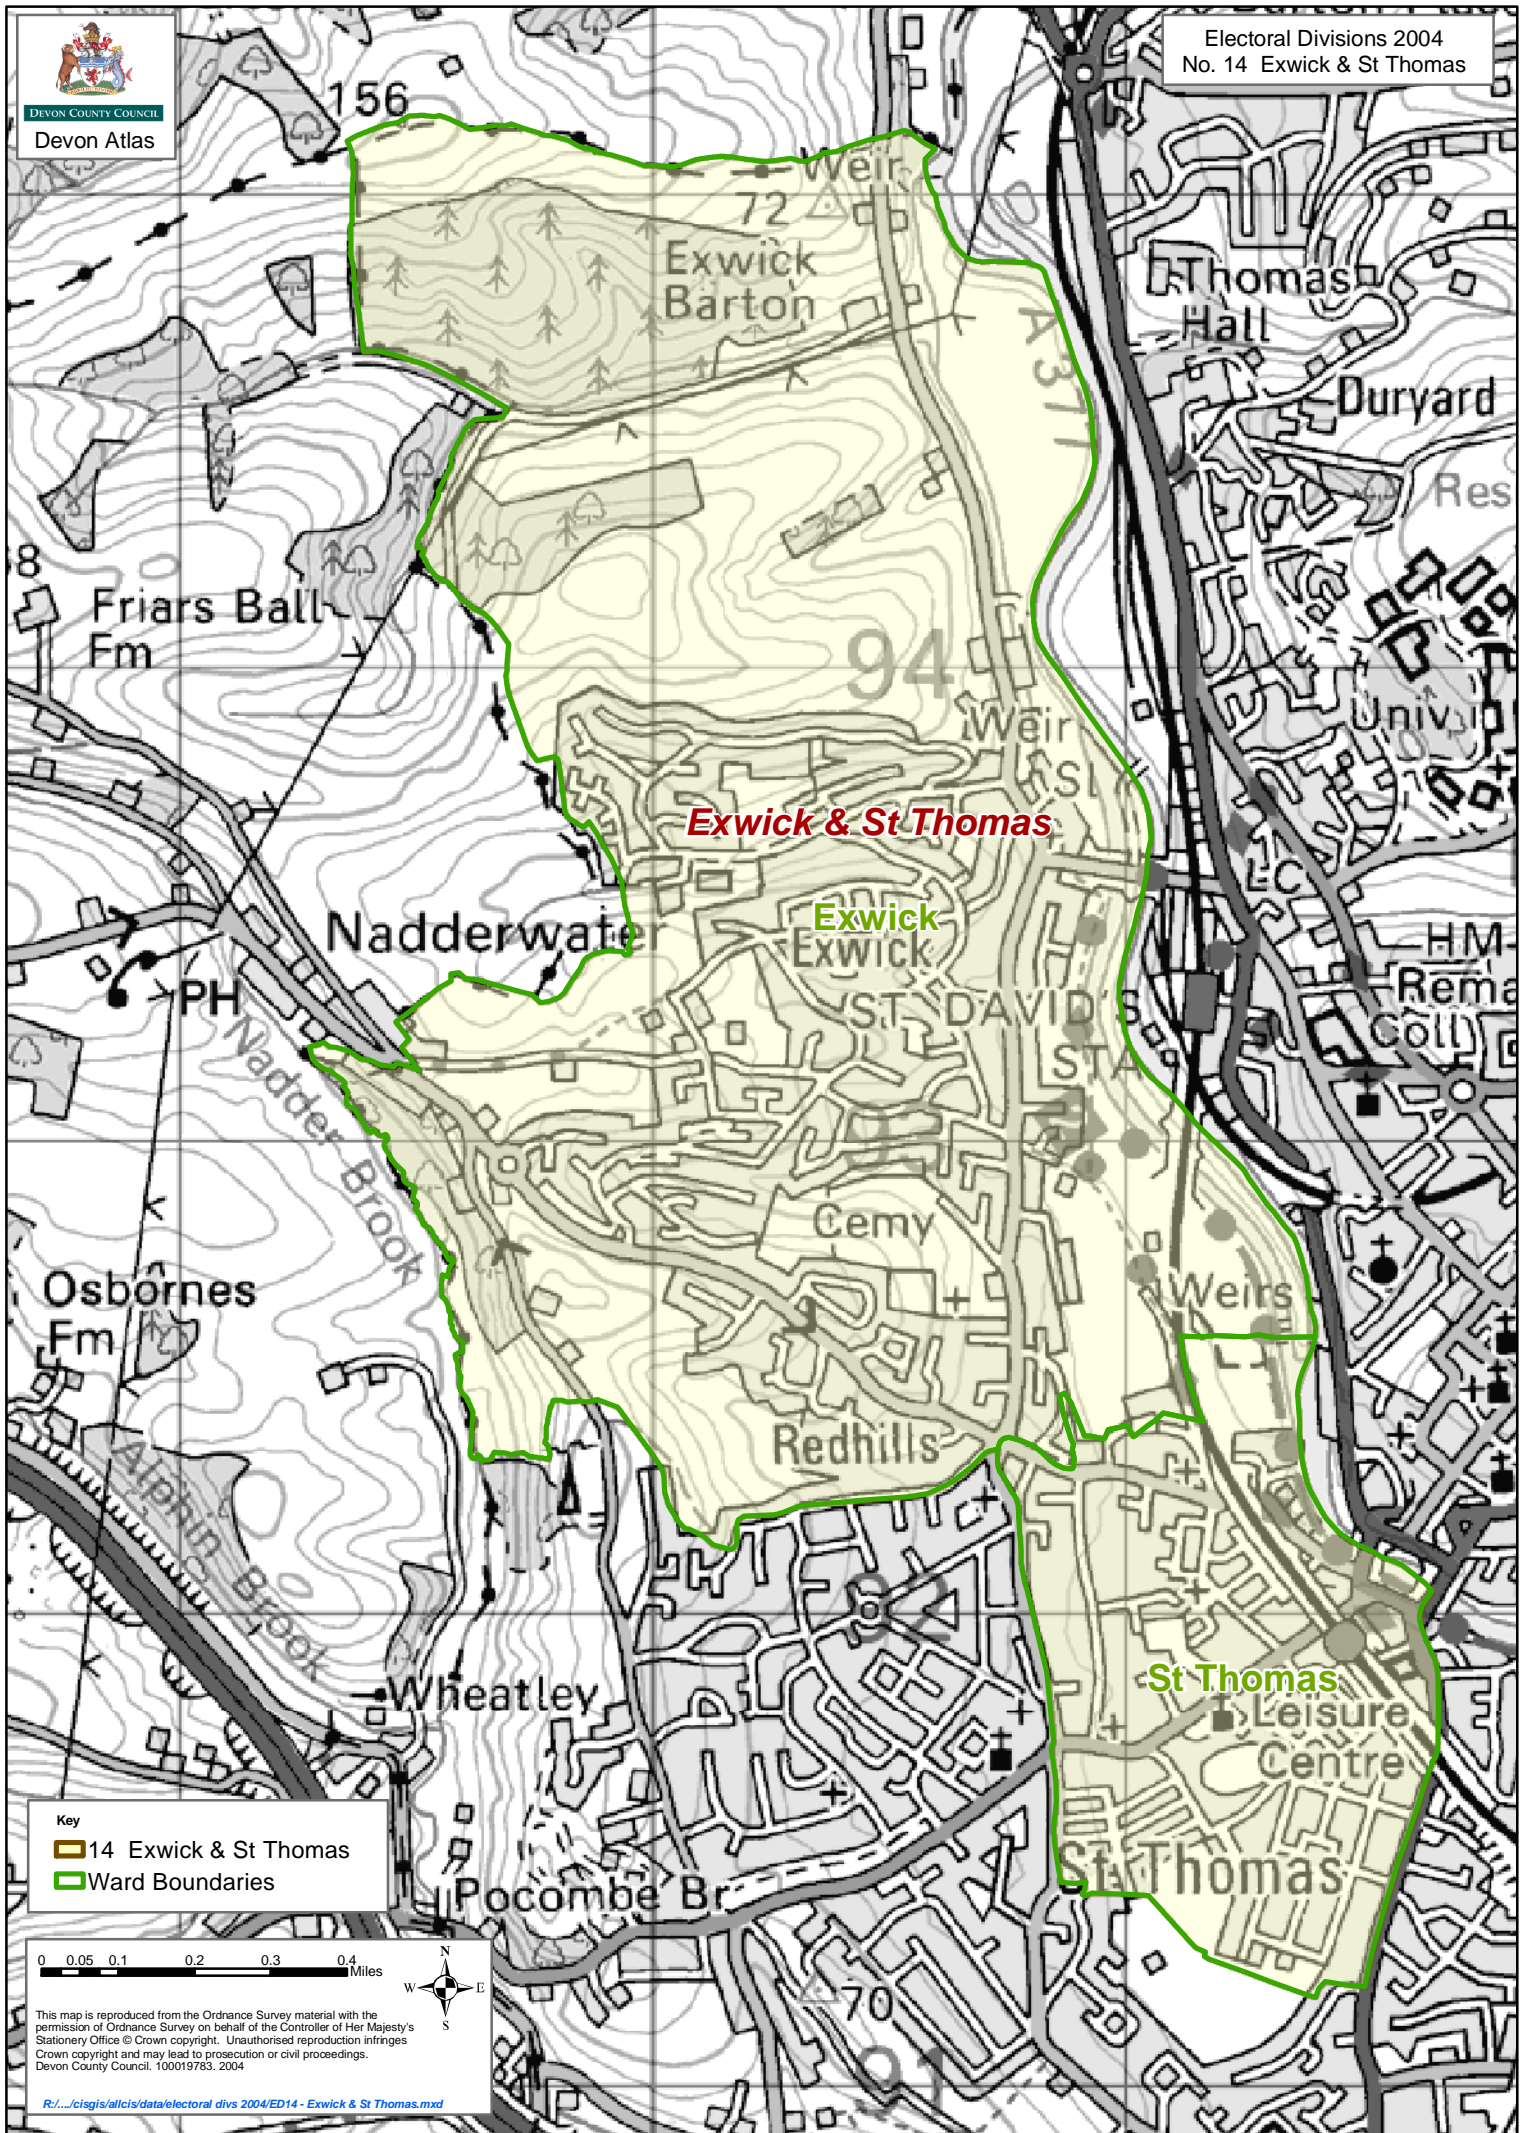 DEVON COUNTY COUNCIL
Devon Atlas
Electoral Divisions 2004
No. 14 Exwick & St Thomas
156
Weir
72
Exwick
Barton
Thomas
Hall
A377
Duryard
Res
Friars Ball
Fm
94
Univ
Weir
Exwick & St Thomas
LC
Nadderwater
Exwick
Exwick
HM
PH
ST DAVID'S
STA
Coll
Nadder Brook
93
Cemy
Osbornes
Fm
Weirs
Redhills
Alphin Brook
92
Wheatley
St Thomas
Leisure
Centre
St Thomas
Pocombe Br
70
91
Key
14 Exwick & St Thomas
Ward Boundaries
0 0.05 0.1 0.2 0.3 0.4
Miles
N
W E
S
This map is reproduced from the Ordnance Survey material with the
permission of Ordnance Survey on behalf of the Controller of Her Majesty's
Stationery Office © Crown copyright. Unauthorised reproduction infringes
Crown copyright and may lead to prosecution or civil proceedings.
Devon County Council. 100019783. 2004
R:/..../cisgis/allcis/data/electoral divs 2004/ED14 - Exwick & St Thomas.mxd